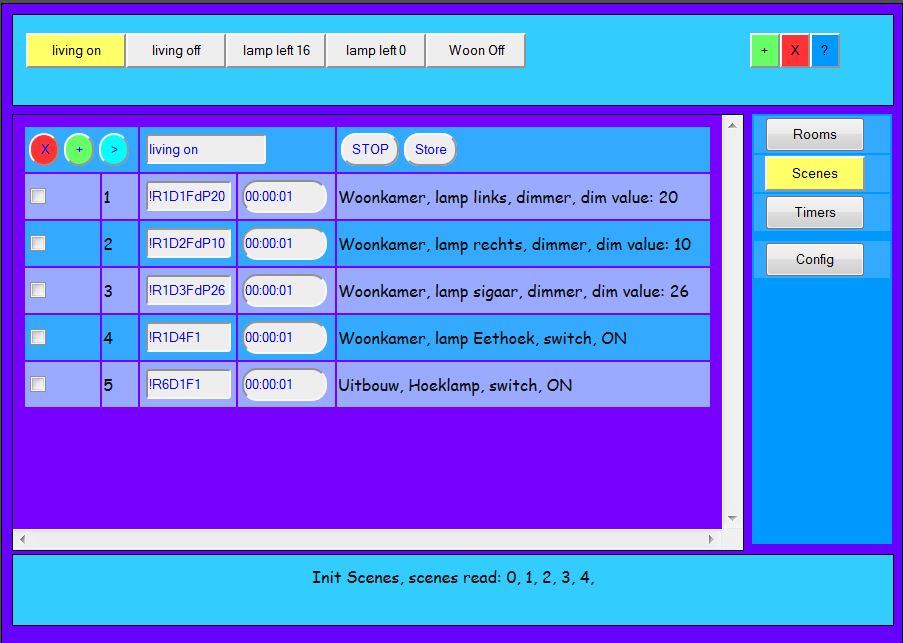 living on living off lamp left 16 lamp left 0 Woon Off + X ?
X + > living on STOP Store
1 !R1D1FdP20 00:00:01 Woonkamer, lamp links, dimmer, dim value: 20
2 !R1D2FdP10 00:00:01 Woonkamer, lamp rechts, dimmer, dim value: 10
3 !R1D3FdP26 00:00:01 Woonkamer, lamp sigaar, dimmer, dim value: 26
4 !R1D4F1 00:00:01 Woonkamer, lamp Eethoek, switch, ON
5 !R6D1F1 00:00:01 Uitbouw, Hoeklamp, switch, ON
Rooms
Scenes
Timers
Config
Init Scenes, scenes read: 0, 1, 2, 3, 4,